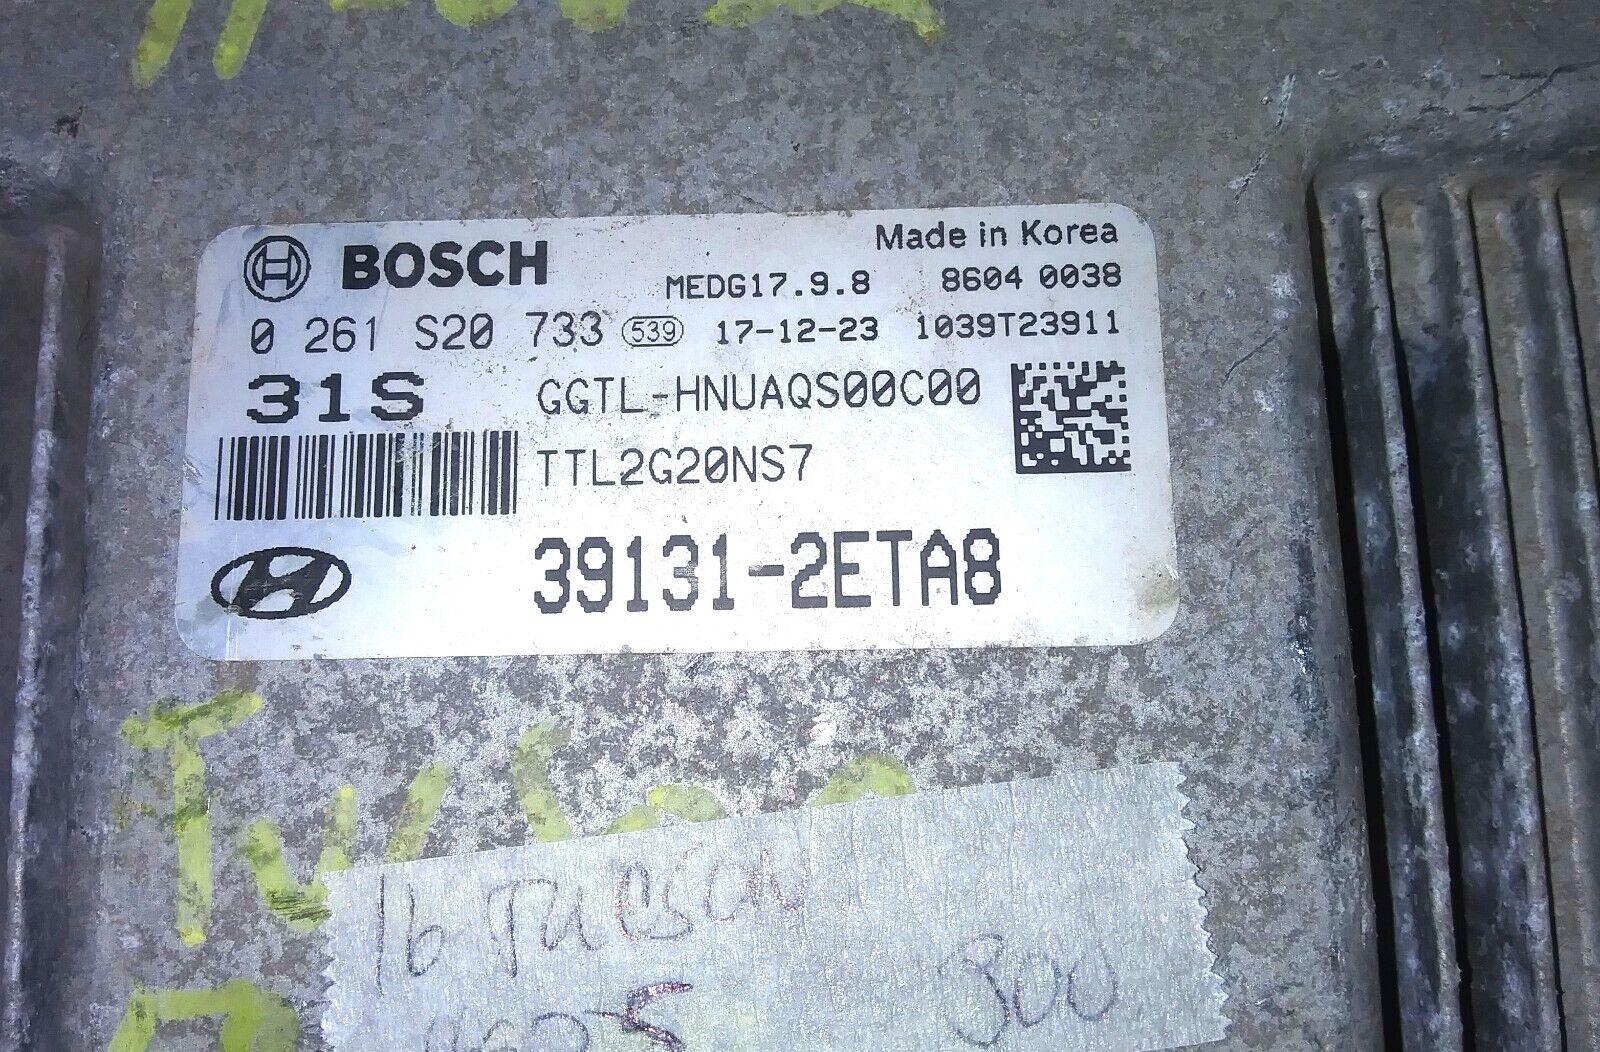 BOSCH
Made in Korea
MEDG17.9.8 8604 0038
0 261 S20 733 539 17-12-23 1039T23911
31S GGTL-HNUAQS00C00
TTL2G20NS7
39131-2ETA8
16 Tucson
300